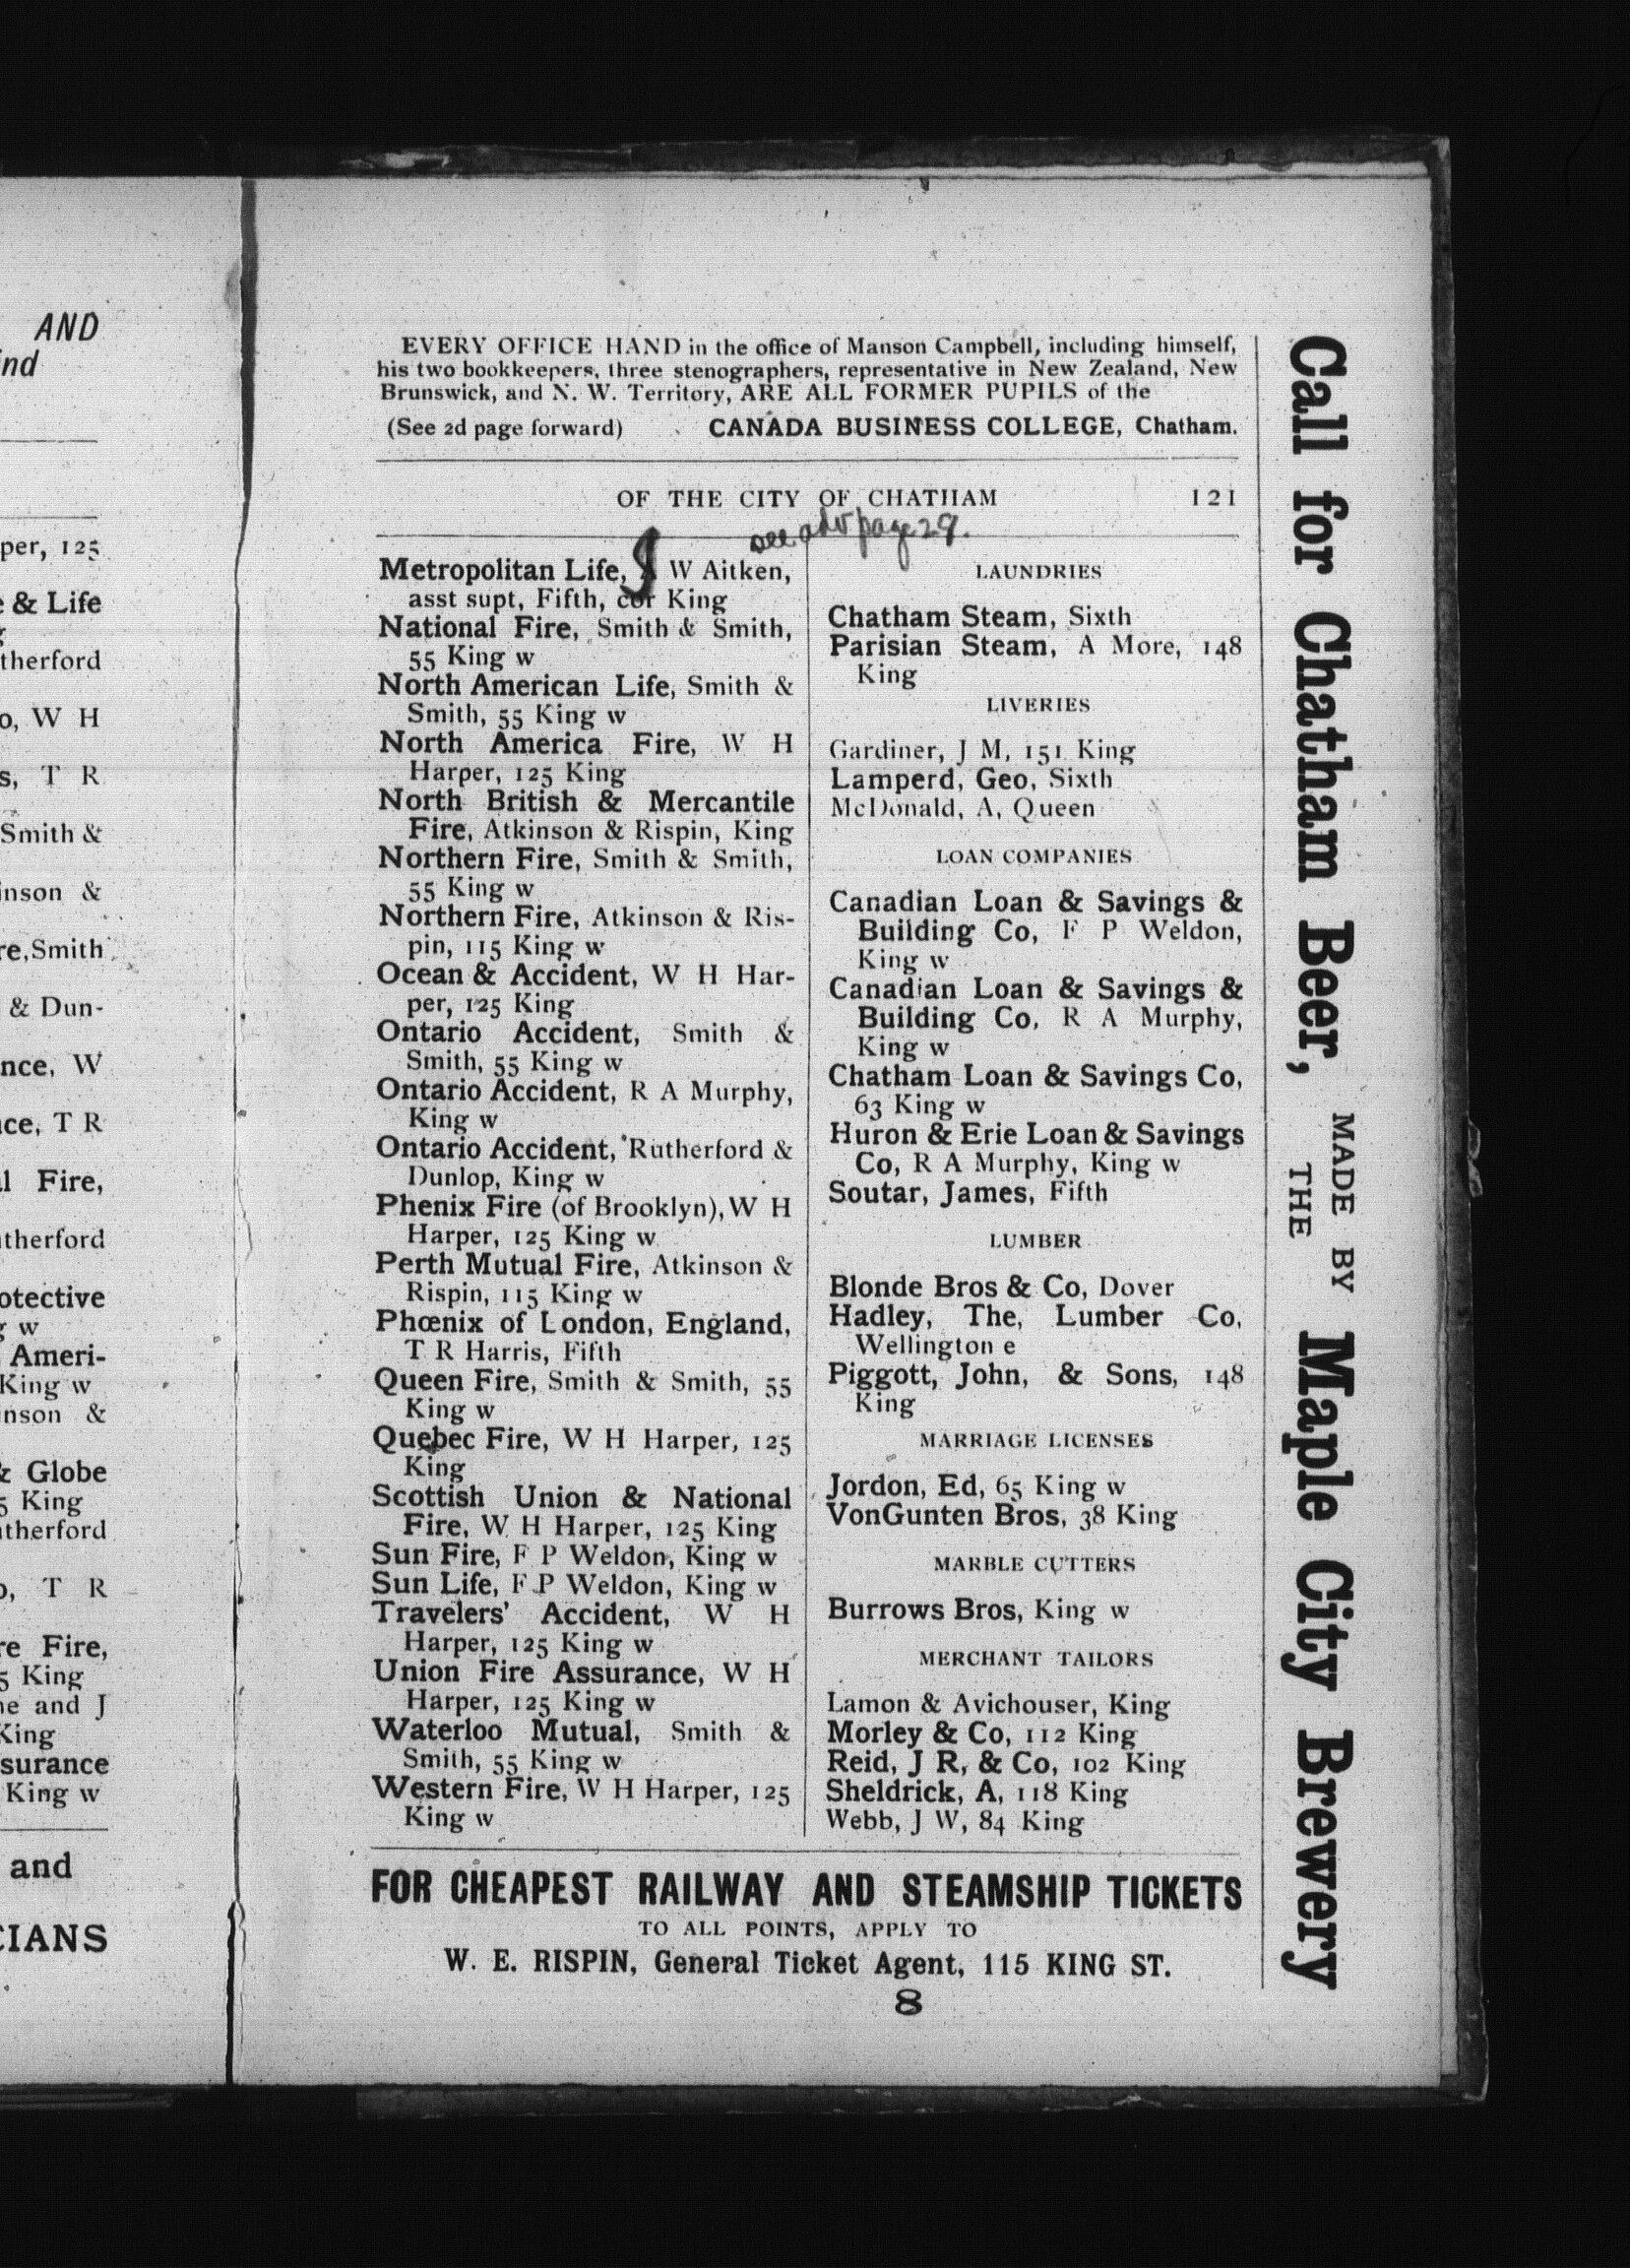 AND
ind
per, 125
e & Life
therford
o, W H
s, T R
Smith &
inson &
re, Smith
& Dun-
nce, W
ce, T R
l Fire,
therford
otective
g w
Ameri-
King w
nson &
& Globe
5 King
therford
o, T R
re Fire,
5 King
ne and J
King
surance
King w
and
CIANS
EVERY OFFICE HAND in the office of Manson Campbell, including himself,
his two bookkeepers, three stenographers, representative in New Zealand, New
Brunswick, and N. W. Territory, ARE ALL FORMER PUPILS of the
(See 2d page forward) CANADA BUSINESS COLLEGE, Chatham.
OF THE CITY OF CHATHAM 121
see adv page 29.
Metropolitan Life, J W Aitken,
asst supt, Fifth, cor King
National Fire, Smith & Smith,
55 King w
North American Life, Smith &
Smith, 55 King w
North America Fire, W H
Harper, 125 King
North British & Mercantile
Fire, Atkinson & Rispin, King
Northern Fire, Smith & Smith,
55 King w
Northern Fire, Atkinson & Ris-
pin, 115 King w
Ocean & Accident, W H Har-
per, 125 King
Ontario Accident, Smith &
Smith, 55 King w
Ontario Accident, R A Murphy,
King w
Ontario Accident, Rutherford &
Dunlop, King w
Phenix Fire (of Brooklyn), W H
Harper, 125 King w
Perth Mutual Fire, Atkinson &
Rispin, 115 King w
Phœnix of London, England,
T R Harris, Fifth
Queen Fire, Smith & Smith, 55
King w
Quebec Fire, W H Harper, 125
King
Scottish Union & National
Fire, W H Harper, 125 King
Sun Fire, F P Weldon, King w
Sun Life, F P Weldon, King w
Travelers' Accident, W H
Harper, 125 King w
Union Fire Assurance, W H
Harper, 125 King w
Waterloo Mutual, Smith &
Smith, 55 King w
Western Fire, W H Harper, 125
King w
LAUNDRIES
Chatham Steam, Sixth
Parisian Steam, A More, 148
King
LIVERIES
Gardiner, J M, 151 King
Lamperd, Geo, Sixth
McDonald, A, Queen
LOAN COMPANIES
Canadian Loan & Savings &
Building Co, F P Weldon,
King w
Canadian Loan & Savings &
Building Co, R A Murphy,
King w
Chatham Loan & Savings Co,
63 King w
Huron & Erie Loan & Savings
Co, R A Murphy, King w
Soutar, James, Fifth
LUMBER
Blonde Bros & Co, Dover
Hadley, The, Lumber Co,
Wellington e
Piggott, John, & Sons, 148
King
MARRIAGE LICENSES
Jordon, Ed, 65 King w
VonGunten Bros, 38 King
MARBLE CUTTERS
Burrows Bros, King w
MERCHANT TAILORS
Lamon & Avichouser, King
Morley & Co, 112 King
Reid, J R, & Co, 102 King
Sheldrick, A, 118 King
Webb, J W, 84 King
FOR CHEAPEST RAILWAY AND STEAMSHIP TICKETS
TO ALL POINTS, APPLY TO
W. E. RISPIN, General Ticket Agent, 115 KING ST.
8
Call for Chatham Beer, MADE BY THE Maple City Brewery